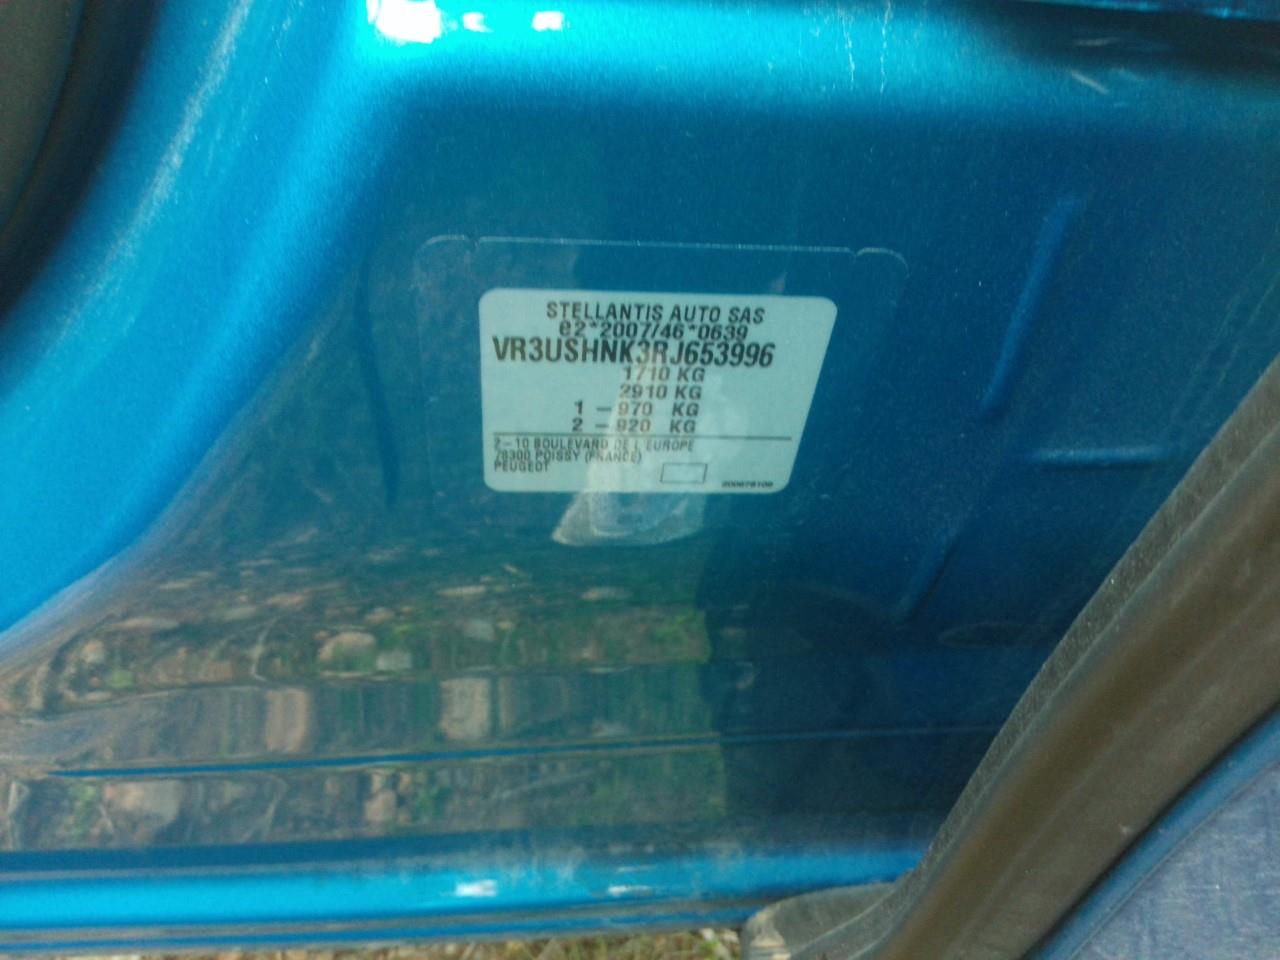 STELLANTIS AUTO SAS
e2*2007/46*0639
VR3USHNK3RJ653996
1710 KG
2910 KG
1 – 970 KG
2 – 920 KG
2–10 BOULEVARD DE L'EUROPE
78300 POISSY (FRANCE)
PEUGEOT